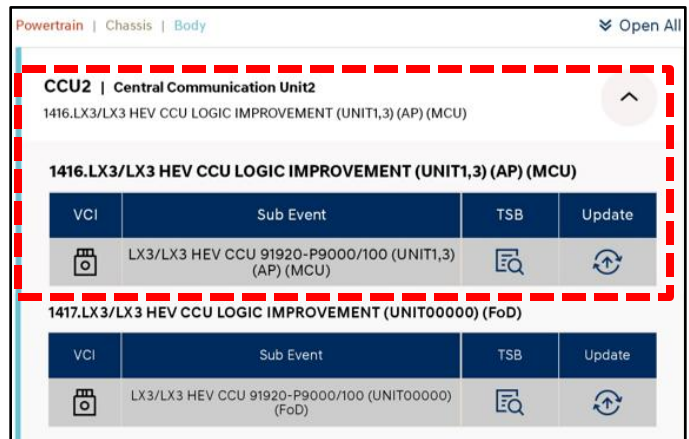 Powertrain | Chassis | Body
Open All
CCU2 | Central Communication Unit2
1416.LX3/LX3 HEV CCU LOGIC IMPROVEMENT (UNIT1,3) (AP) (MCU)
1416.LX3/LX3 HEV CCU LOGIC IMPROVEMENT (UNIT1,3) (AP) (MCU)
VCI Sub Event TSB Update
LX3/LX3 HEV CCU 91920-P9000/100 (UNIT1,3)
(AP) (MCU)
1417.LX3/LX3 HEV CCU LOGIC IMPROVEMENT (UNIT00000) (FoD)
VCI Sub Event TSB Update
LX3/LX3 HEV CCU 91920-P9000/100 (UNIT00000)
(FoD)